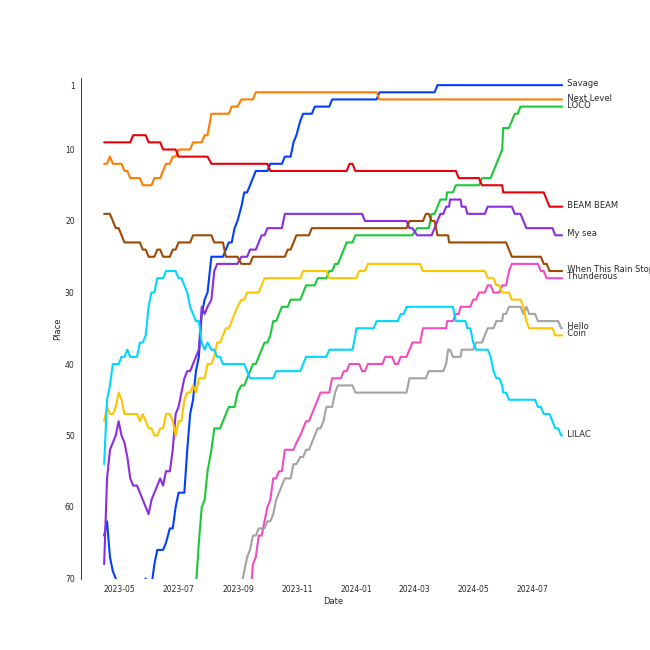 1
10
20
30
40
50
60
70
Place
2023-05
2023-07
2023-09
2023-11
2024-01
2024-03
2024-05
2024-07
Date
Savage
Next Level
LOCO
BEAM BEAM
My sea
When This Rain Stop
Thunderous
Hello
Coin
LILAC